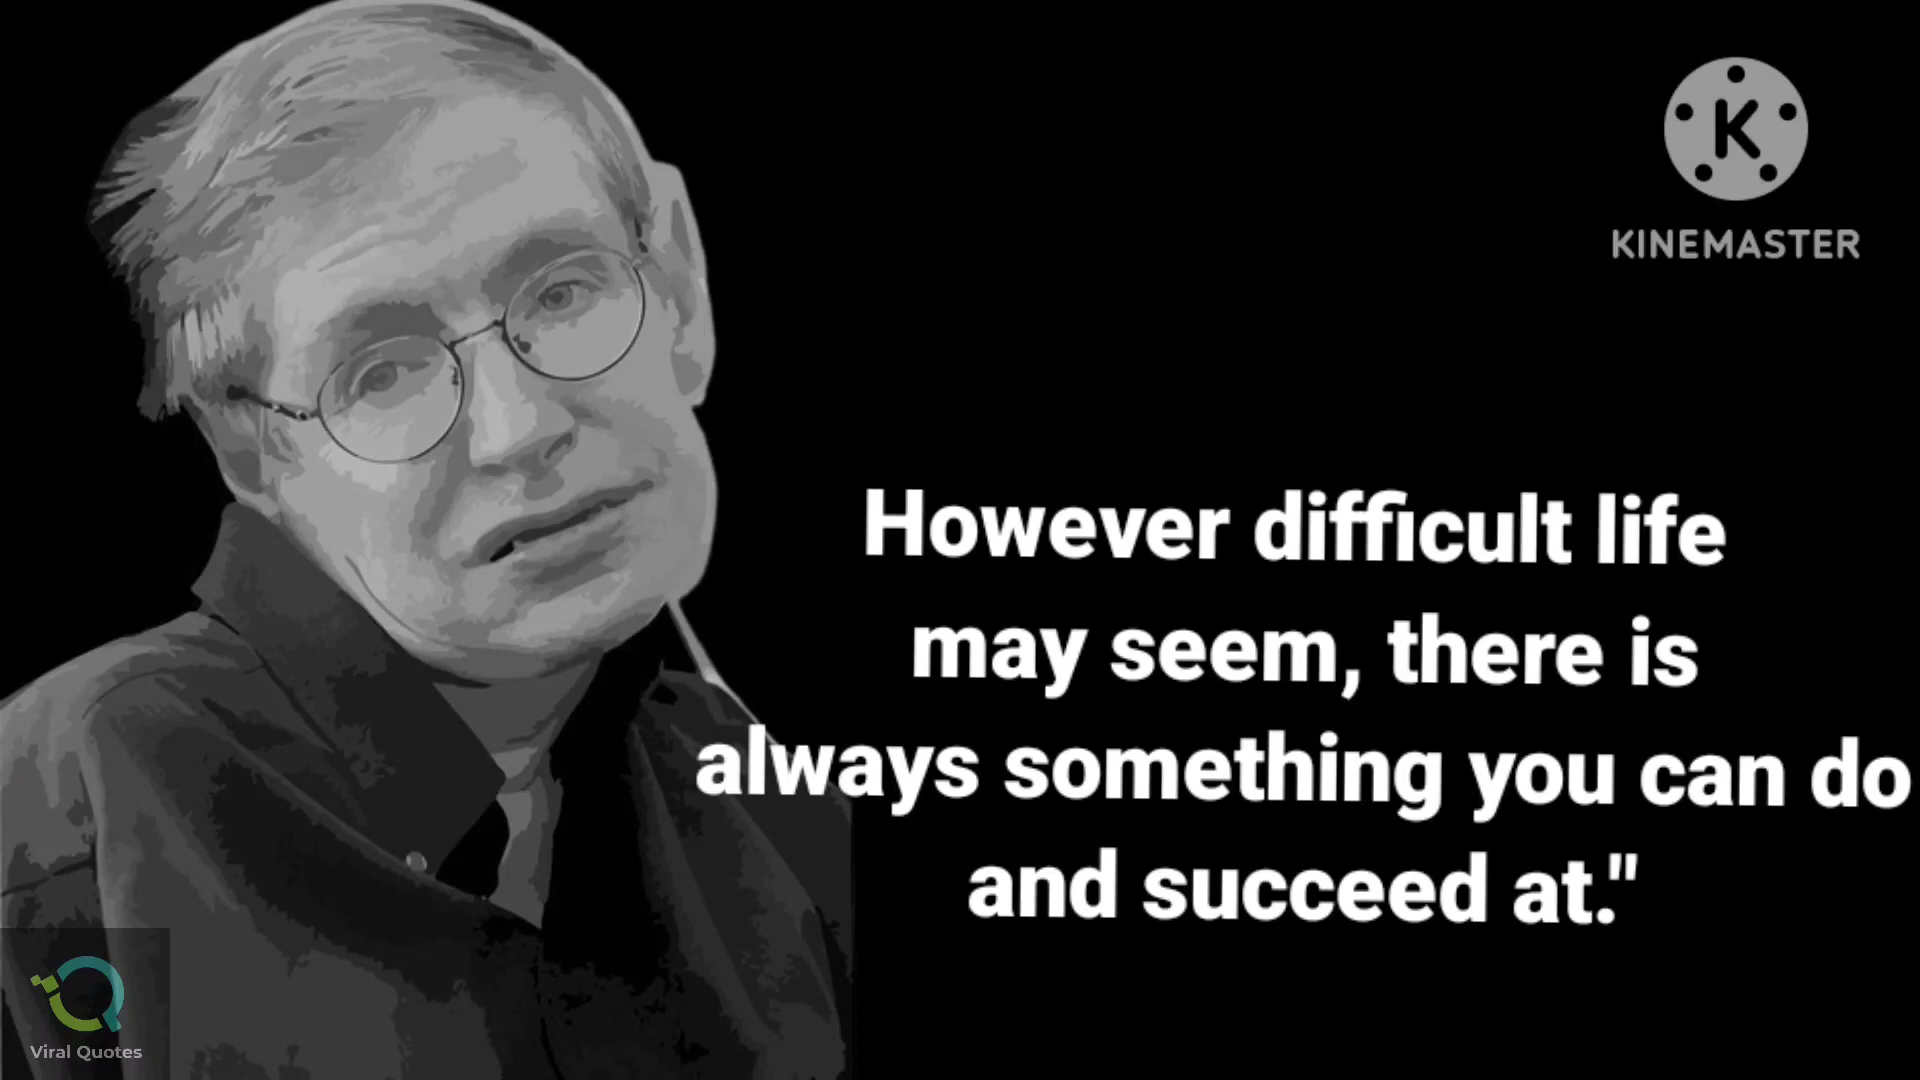 K
KINEMASTER
However difficult life
may seem, there is
always something you can do
and succeed at."
Viral Quotes